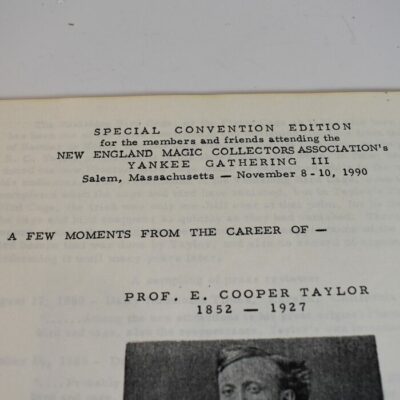 SPECIAL CONVENTION EDITION
for the members and friends attending the
NEW ENGLAND MAGIC COLLECTORS ASSOCIATION's
YANKEE GATHERING III
Salem, Massachusetts — November 8-10, 1990
A FEW MOMENTS FROM THE CAREER OF —
PROF. E. COOPER TAYLOR
1852 — 1927